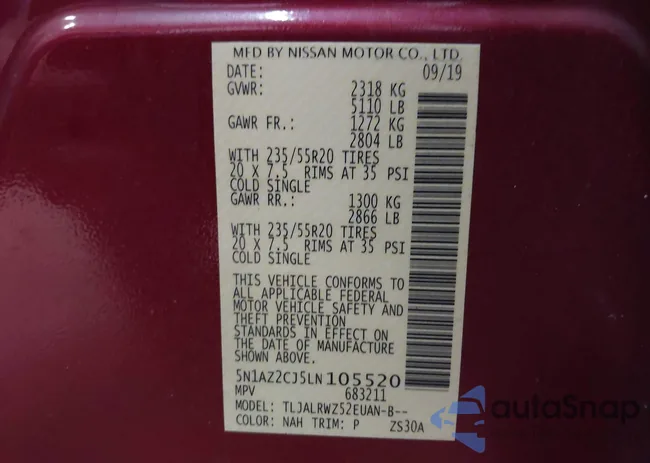 MFD BY NISSAN MOTOR CO., LTD.
DATE: 09/19
GVWR: 2318 KG
5110 LB
GAWR FR.: 1272 KG
2804 LB
WITH 235/55R20 TIRES
20 X 7.5 RIMS AT 35 PSI
COLD SINGLE
GAWR RR.: 1300 KG
2866 LB
WITH 235/55R20 TIRES
20 X 7.5 RIMS AT 35 PSI
COLD SINGLE
THIS VEHICLE CONFORMS TO
ALL APPLICABLE FEDERAL
MOTOR VEHICLE SAFETY AND
THEFT PREVENTION
STANDARDS IN EFFECT ON
THE DATE OF MANUFACTURE
SHOWN ABOVE.
5N1AZ2CJ5LN105520
MPV 683211
MODEL: TLJALRWZ52EUAN-B--
COLOR: NAH TRIM: P ZS30A
autoSnap